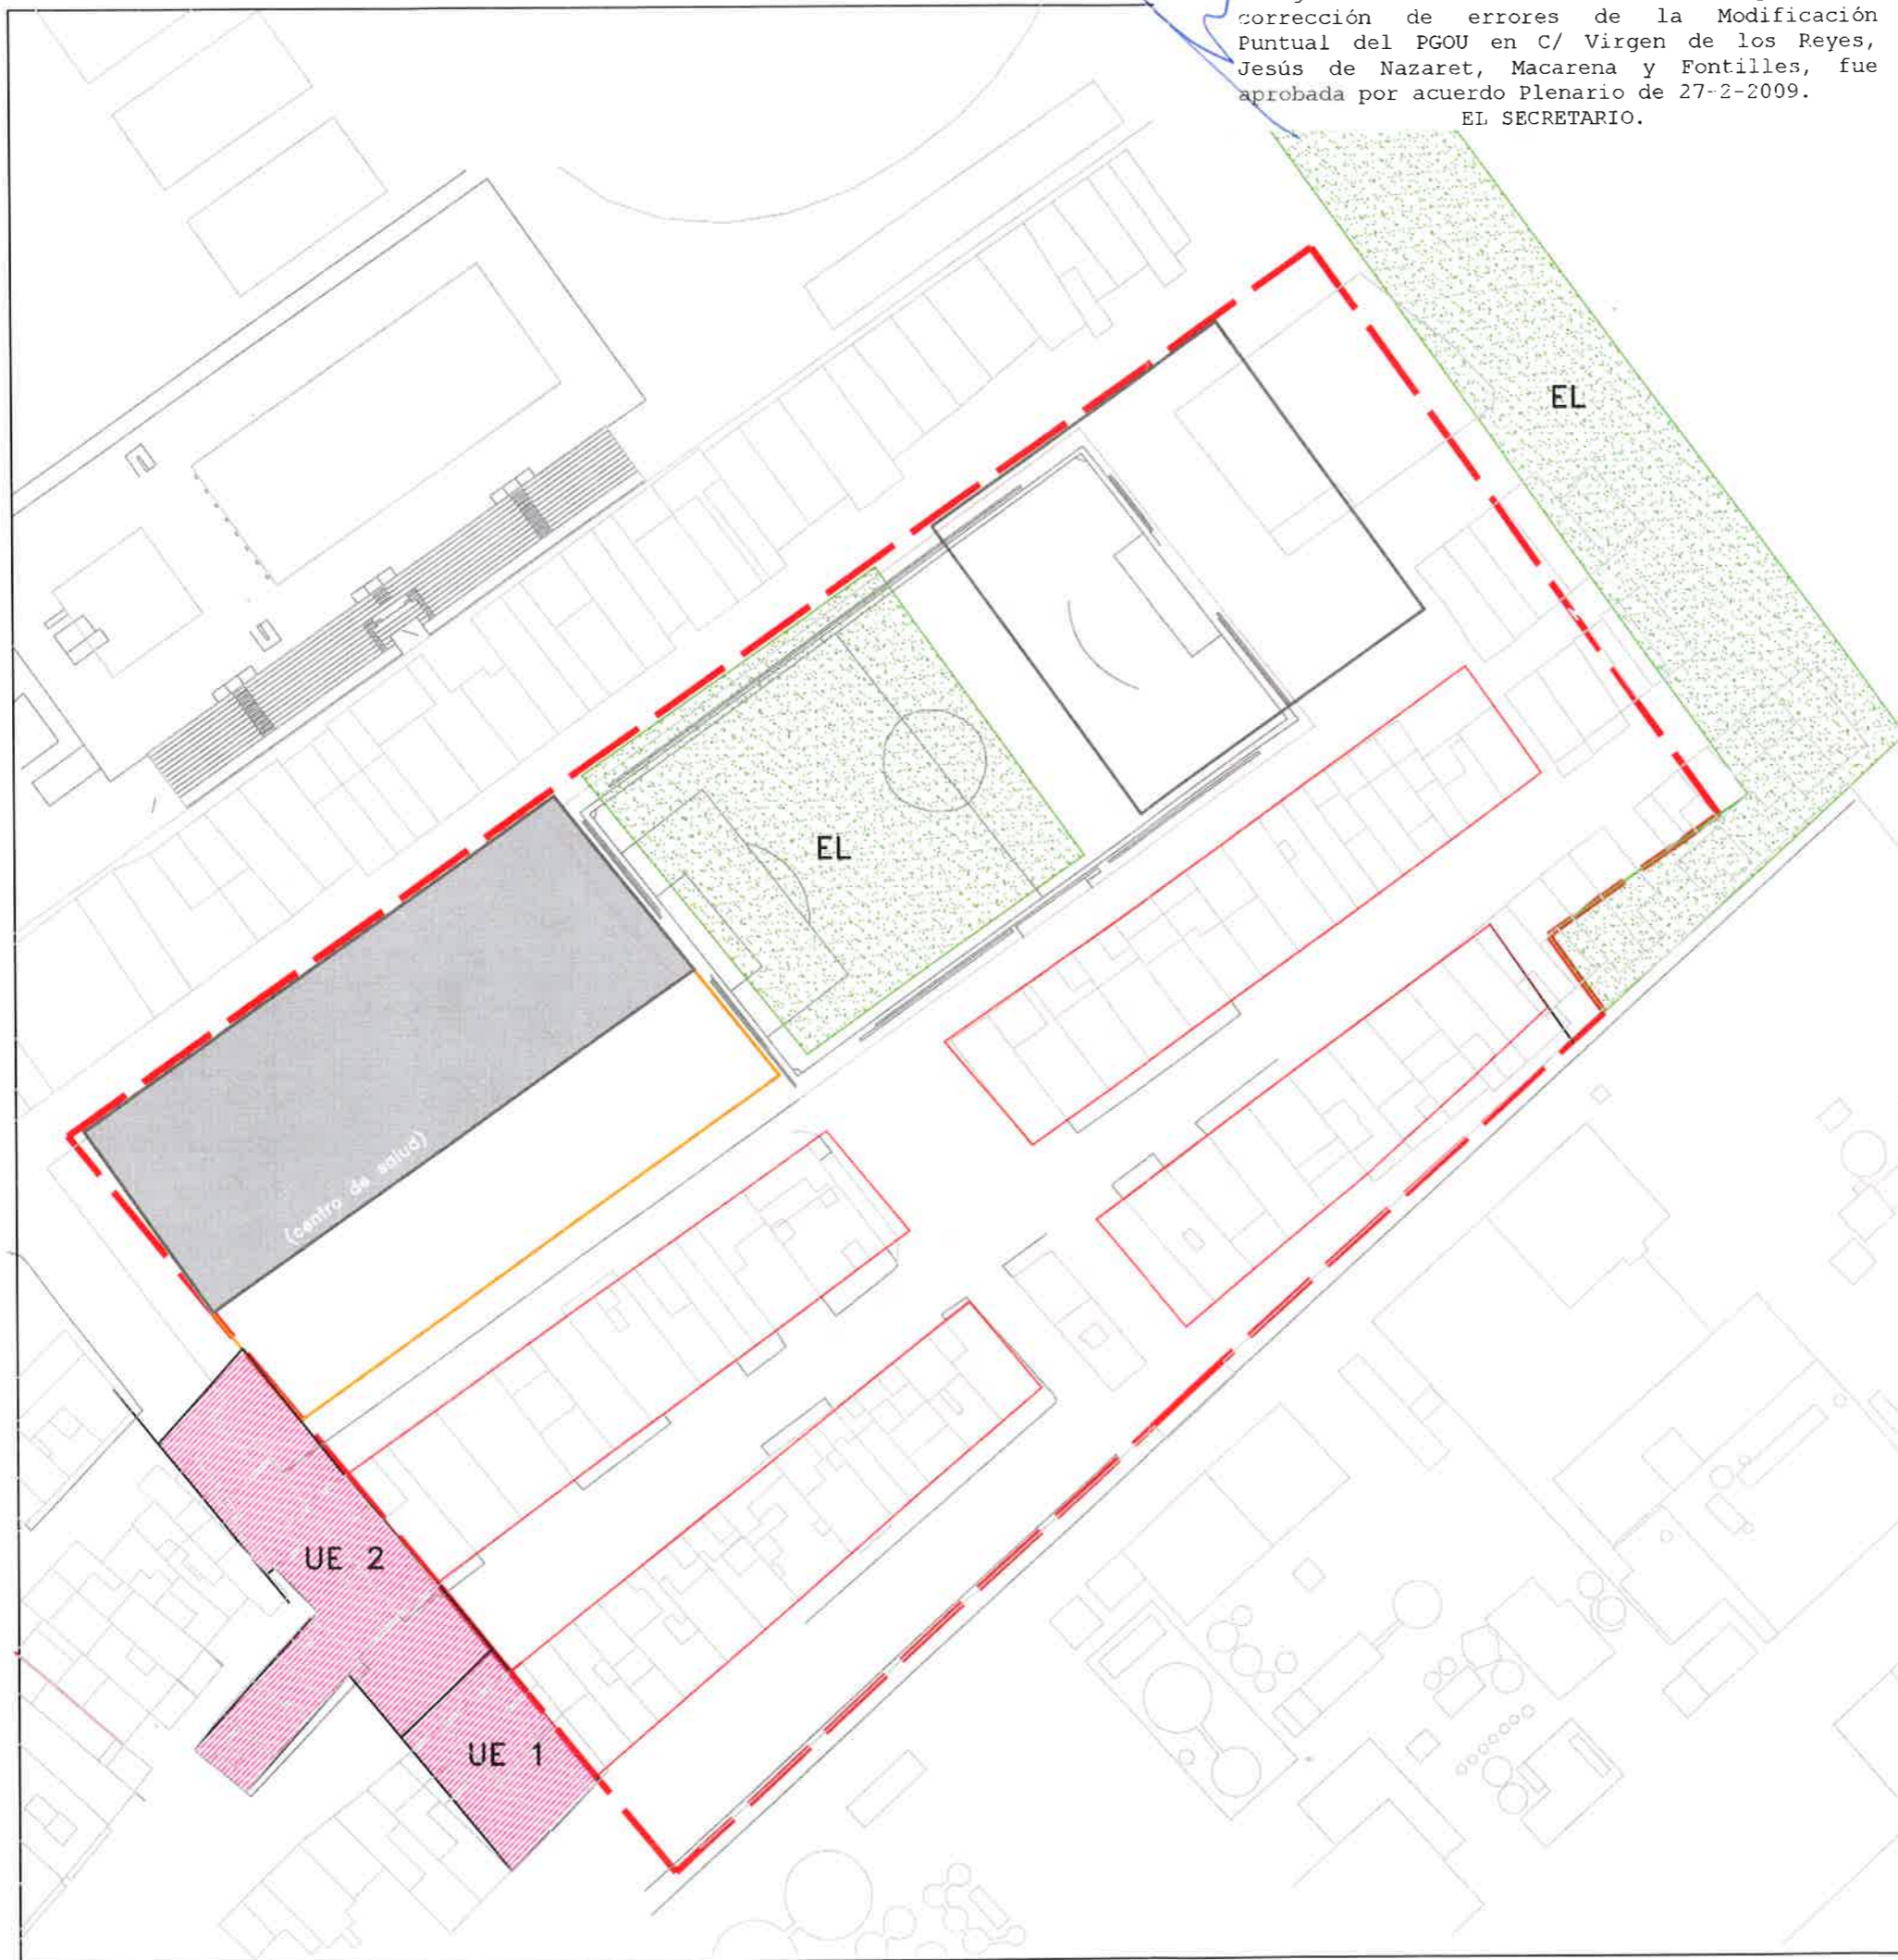 corrección de errores de la Modificación
Puntual del PGOU en C/ Virgen de los Reyes,
Jesús de Nazaret, Macarena y Fontilles, fue
aprobada por acuerdo Plenario de 27-2-2009.
EL SECRETARIO.
EL
EL
(centro de salud)
UE 2
UE 1